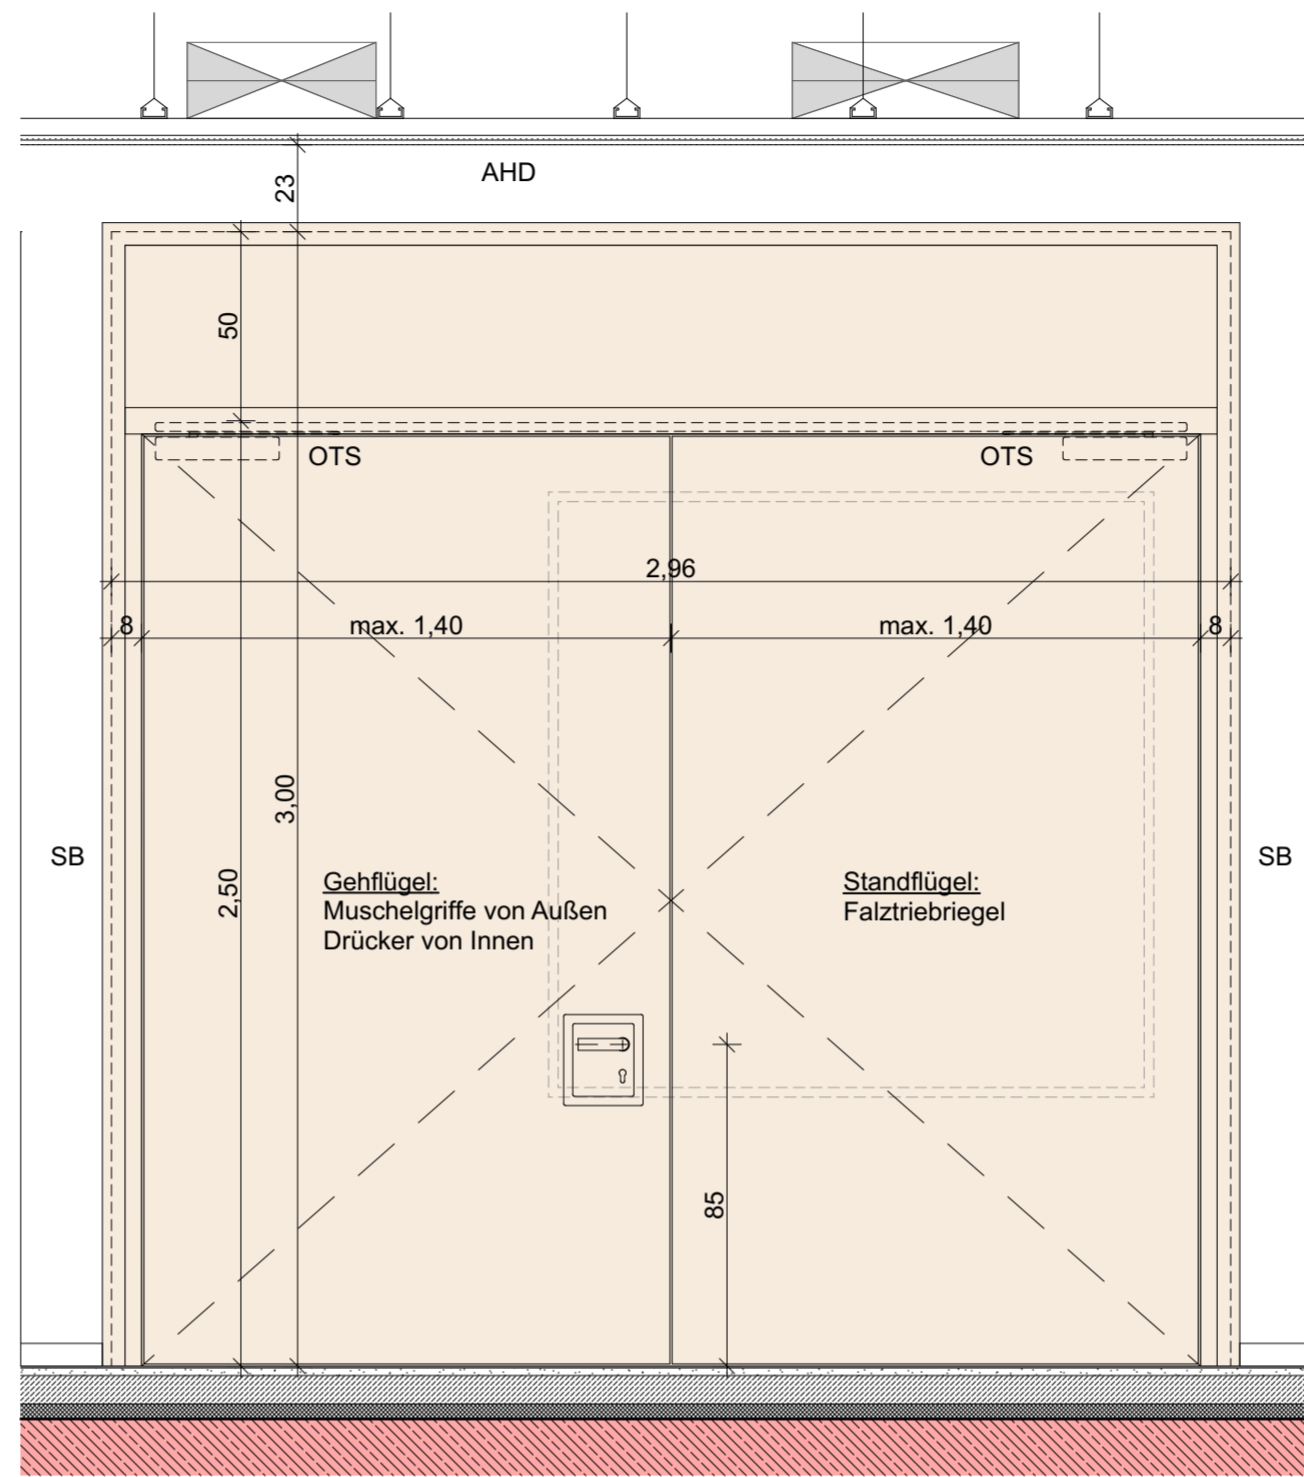 AHD
23
50
OTS
OTS
2,96
8
max. 1,40
max. 1,40
8
3,00
2,50
SB
SB
Gehflügel:
Muschelgriffe von Außen
Drücker von Innen
Standflügel:
Falztriebriegel
85